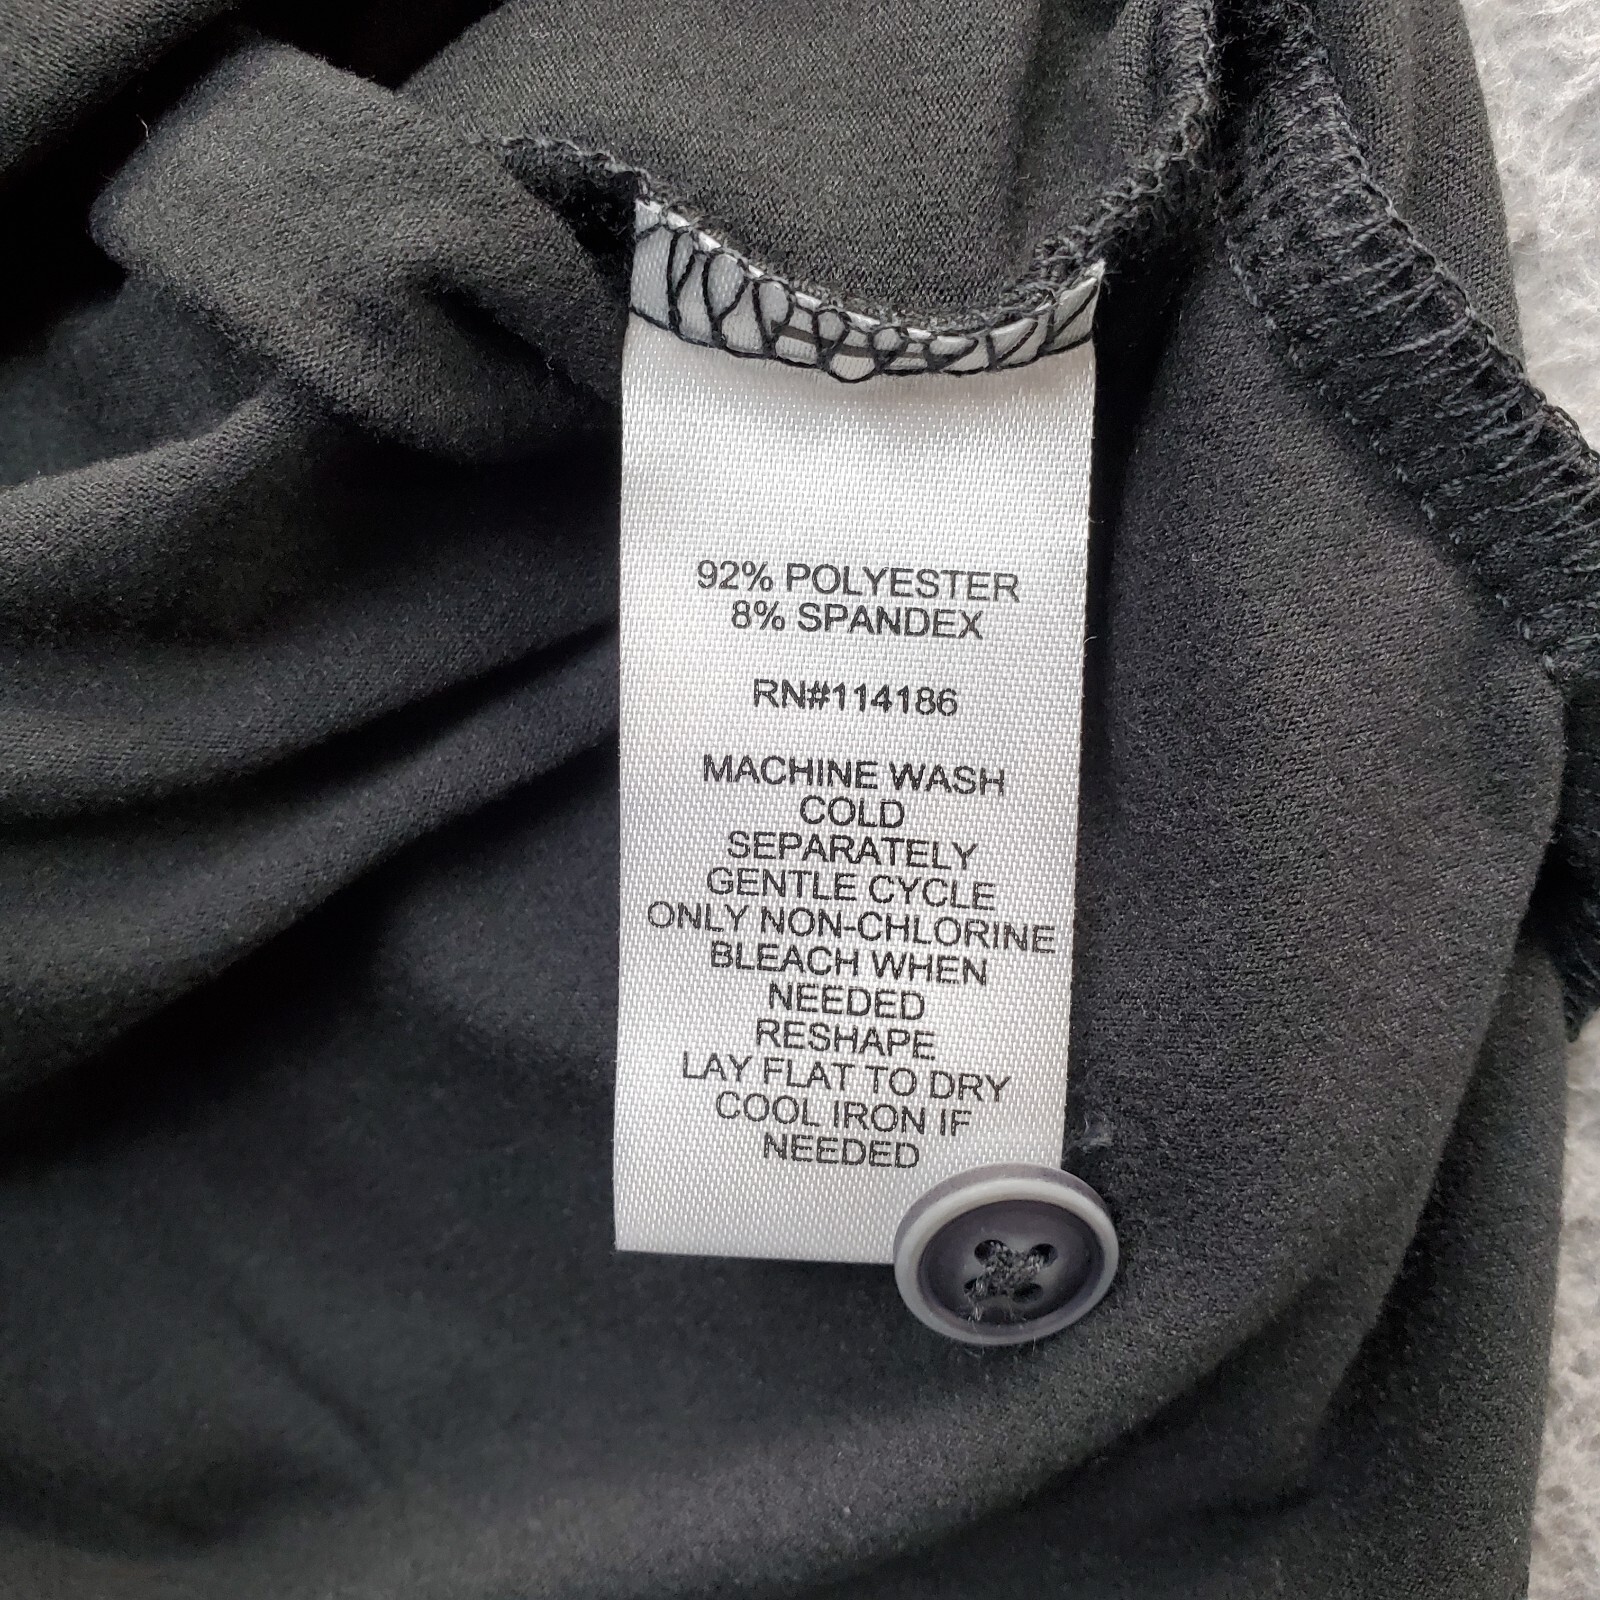 92% POLYESTER
8% SPANDEX
RN#114186
MACHINE WASH
COLD
SEPARATELY
GENTLE CYCLE
ONLY NON-CHLORINE
BLEACH WHEN
NEEDED
RESHAPE
LAY FLAT TO DRY
COOL IRON IF
NEEDED